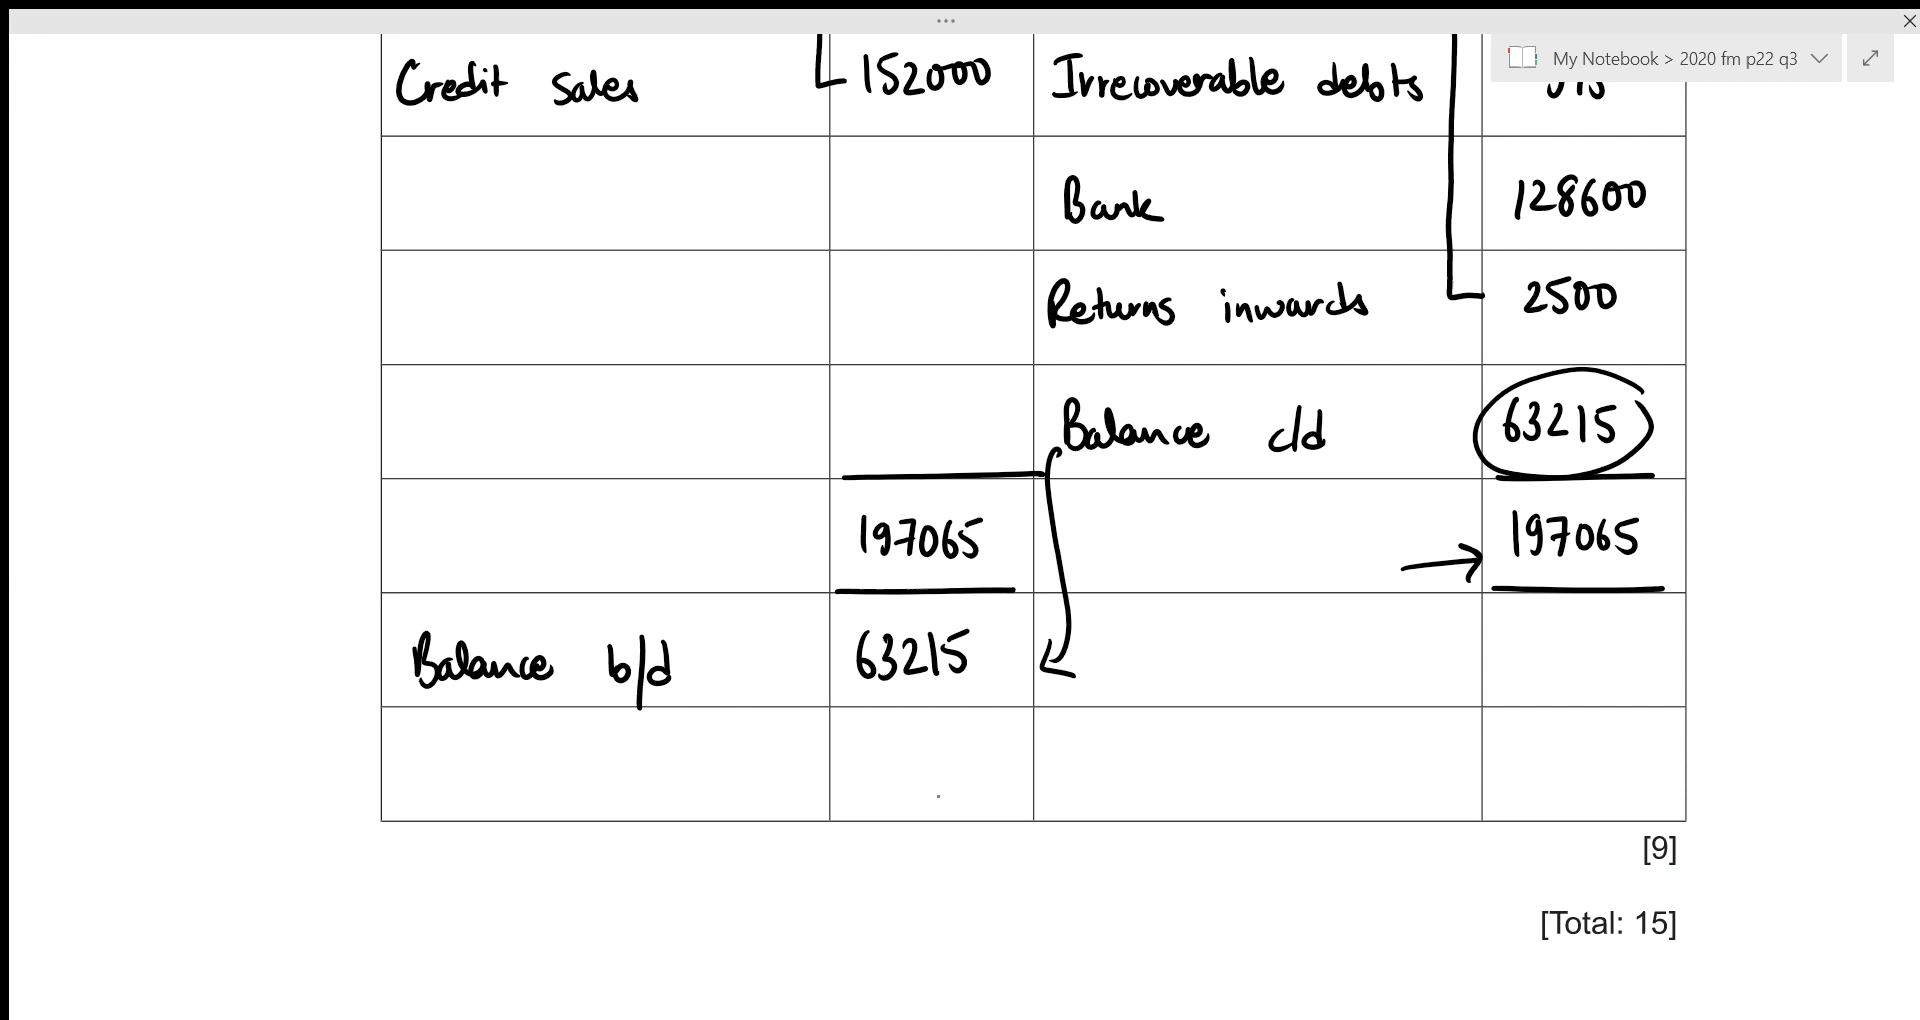 My Notebook > 2020 fm p22 q3
Credit sales 152000 Irrecoverable debts
Bank 128600
Returns inwards 2500
Balance c/d 63215
197065 197065
Balance b/d 63215
[9]
[Total: 15]